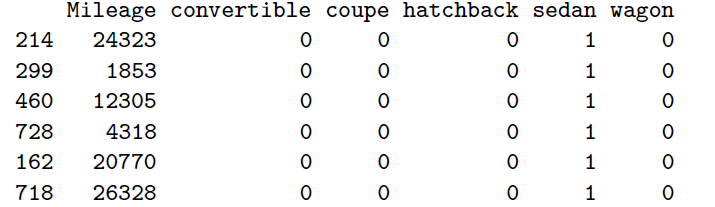 Mileage convertible coupe hatchback sedan wagon
214 24323 0 0 0 1 0
299 1853 0 0 0 1 0
460 12305 0 0 0 1 0
728 4318 0 0 0 1 0
162 20770 0 0 0 1 0
718 26328 0 0 0 1 0